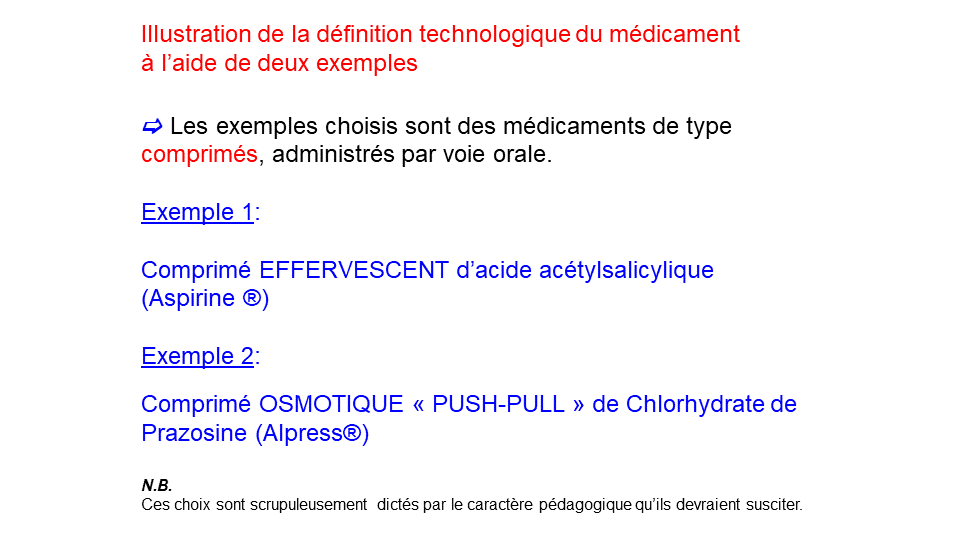 Illustration de la définition technologique du médicament
à l’aide de deux exemples
➯ Les exemples choisis sont des médicaments de type
comprimés, administrés par voie orale.
Exemple 1:
Comprimé EFFERVESCENT d’acide acétylsalicylique
(Aspirine ®)
Exemple 2:
Comprimé OSMOTIQUE « PUSH-PULL » de Chlorhydrate de
Prazosine (Alpress®)
N.B.
Ces choix sont scrupuleusement dictés par le caractère pédagogique qu’ils devraient susciter.